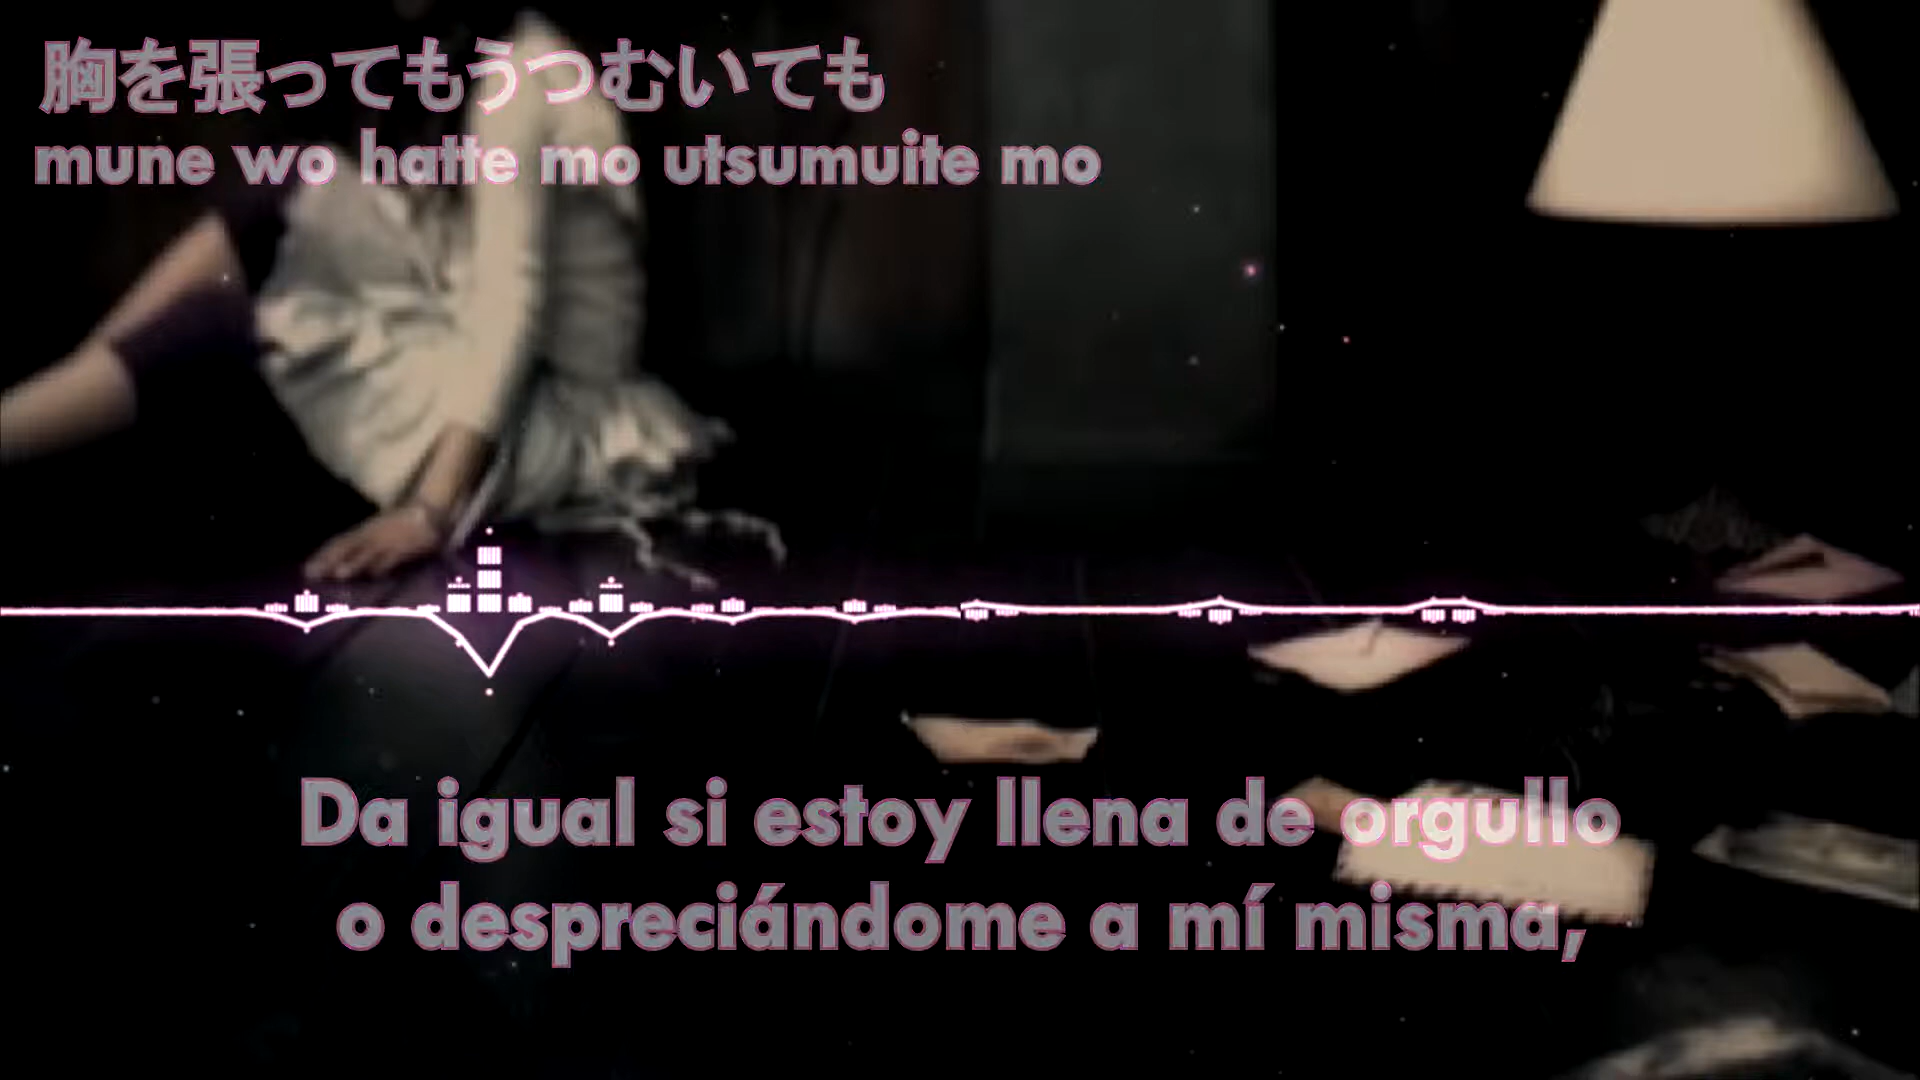 胸を張ってもうつむいても
mune wo hatte mo utsumuite mo
Da igual si estoy llena de orgullo
o despreciándome a mí misma,